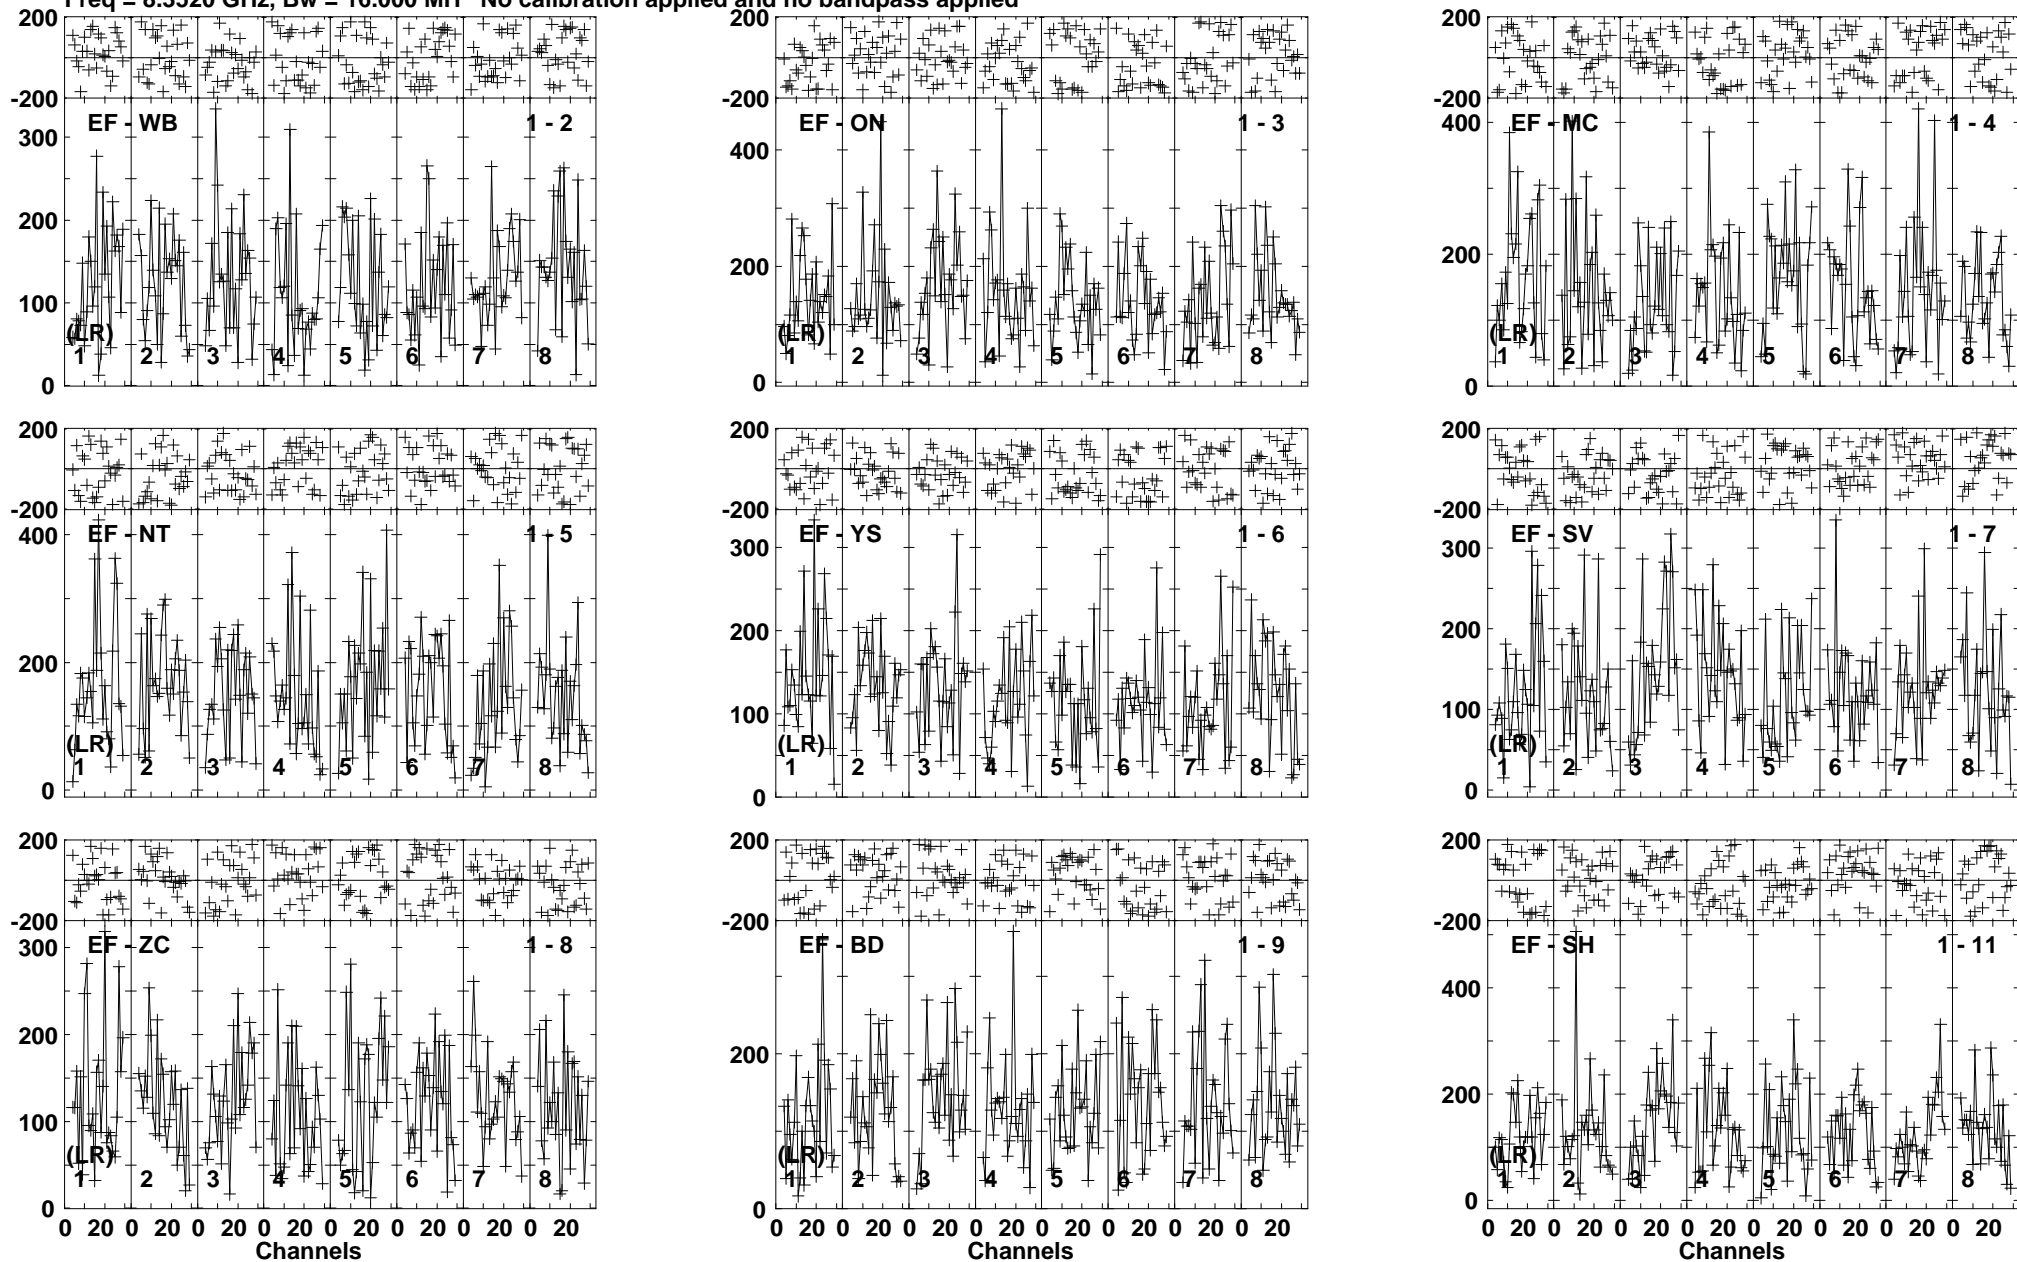 Freq = 8.3520 GHz, Bw = 16.000 MH No calibration applied and no bandpass applied
200 200 200
-200 -200 -200
EF - WB 1 - 2 EF - ON 1 - 3 EF - MC 1 - 4
300 400 400
200 200 200
100
(LR) (LR) (LR)
1 2 3 4 5 6 7 8 1 2 3 4 5 6 7 8 1 2 3 4 5 6 7 8
0 0 0
200 200 200
-200 -200 -200
EF - NT 1 - 5 EF - YS 1 - 6 EF - SV 1 - 7
400 300 300
200 200 200
100 100
(LR) (LR) (LR)
1 2 3 4 5 6 7 8 1 2 3 4 5 6 7 8 1 2 3 4 5 6 7 8
0 0 0
200 200 200
-200 -200 -200
EF - ZC 1 - 8 EF - BD 1 - 9 EF - SH 1 - 11
300 200 400
200 200
100
(LR) (LR) (LR)
1 2 3 4 5 6 7 8 1 2 3 4 5 6 7 8 1 2 3 4 5 6 7 8
0 0 0
0 20 0 20 0 20 0 20 0 20 0 20 0 20 0 20 0 20 0 20 0 20 0 20 0 20 0 20 0 20 0 20 0 20 0 20 0 20 0 20 0 20 0 20 0 20 0 20
Channels Channels Channels